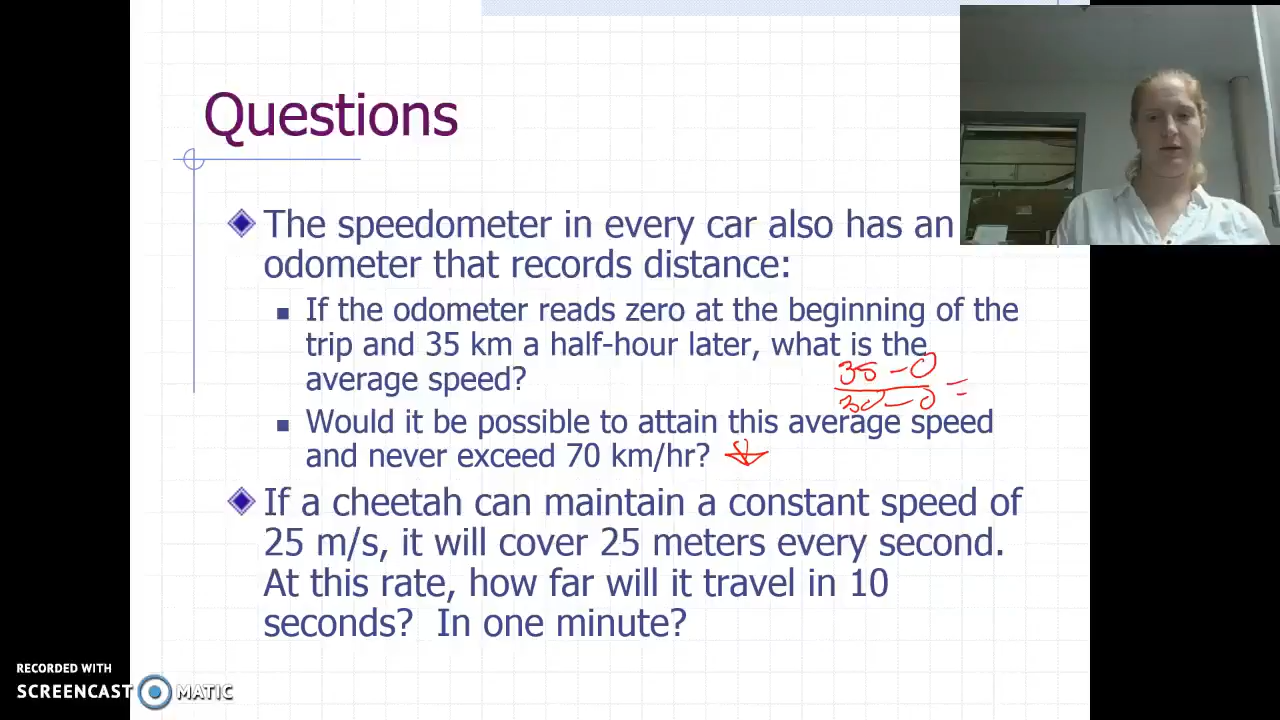 Questions
The speedometer in every car also has an
odometer that records distance:
If the odometer reads zero at the beginning of the
trip and 35 km a half-hour later, what is the
average speed?
35 - 0
30 - 0 =
Would it be possible to attain this average speed
and never exceed 70 km/hr?
If a cheetah can maintain a constant speed of
25 m/s, it will cover 25 meters every second.
At this rate, how far will it travel in 10
seconds? In one minute?
RECORDED WITH
SCREENCAST MATIC